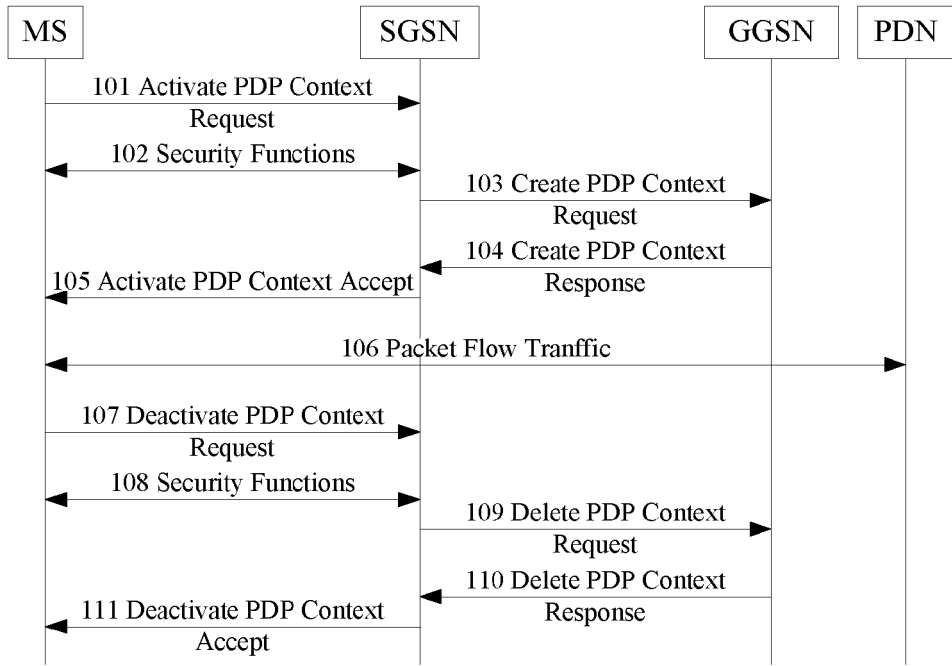 MS
SGSN
GGSN
PDN
101 Activate PDP Context
Request
102 Security Functions
103 Create PDP Context
Request
104 Create PDP Context
Response
105 Activate PDP Context Accept
106 Packet Flow Tranffic
107 Deactivate PDP Context
Request
108 Security Functions
109 Delete PDP Context
Request
110 Delete PDP Context
Response
111 Deactivate PDP Context
Accept